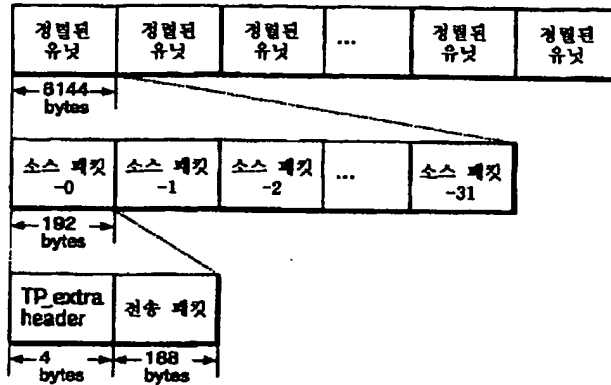 정렬된 유닛
정렬된 유닛
정렬된 유닛
...
정렬된 유닛
정렬된 유닛
6144 bytes
소스 패킷 -0
소스 패킷 -1
소스 패킷 -2
...
소스 패킷 -31
192 bytes
TP_extra header
전송 패킷
4 bytes
188 bytes